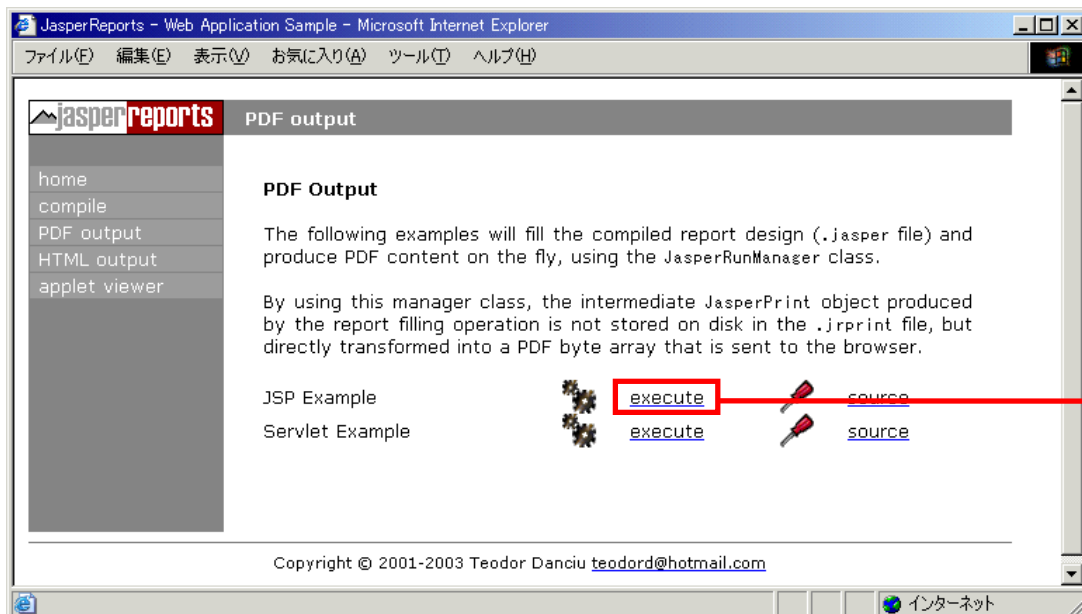 JasperReports - Web Application Sample - Microsoft Internet Explorer
ファイル(F) 編集(E) 表示(V) お気に入り(A) ツール(T) ヘルプ(H)
jasperreports PDF output
home
compile
PDF output
HTML output
applet viewer
PDF Output
The following examples will fill the compiled report design (.jasper file) and
produce PDF content on the fly, using the JasperRunManager class.
By using this manager class, the intermediate JasperPrint object produced
by the report filling operation is not stored on disk in the .jrprint file, but
directly transformed into a PDF byte array that is sent to the browser.
JSP Example execute source
Servlet Example execute source
Copyright © 2001-2003 Teodor Danciu teodord@hotmail.com
インターネット